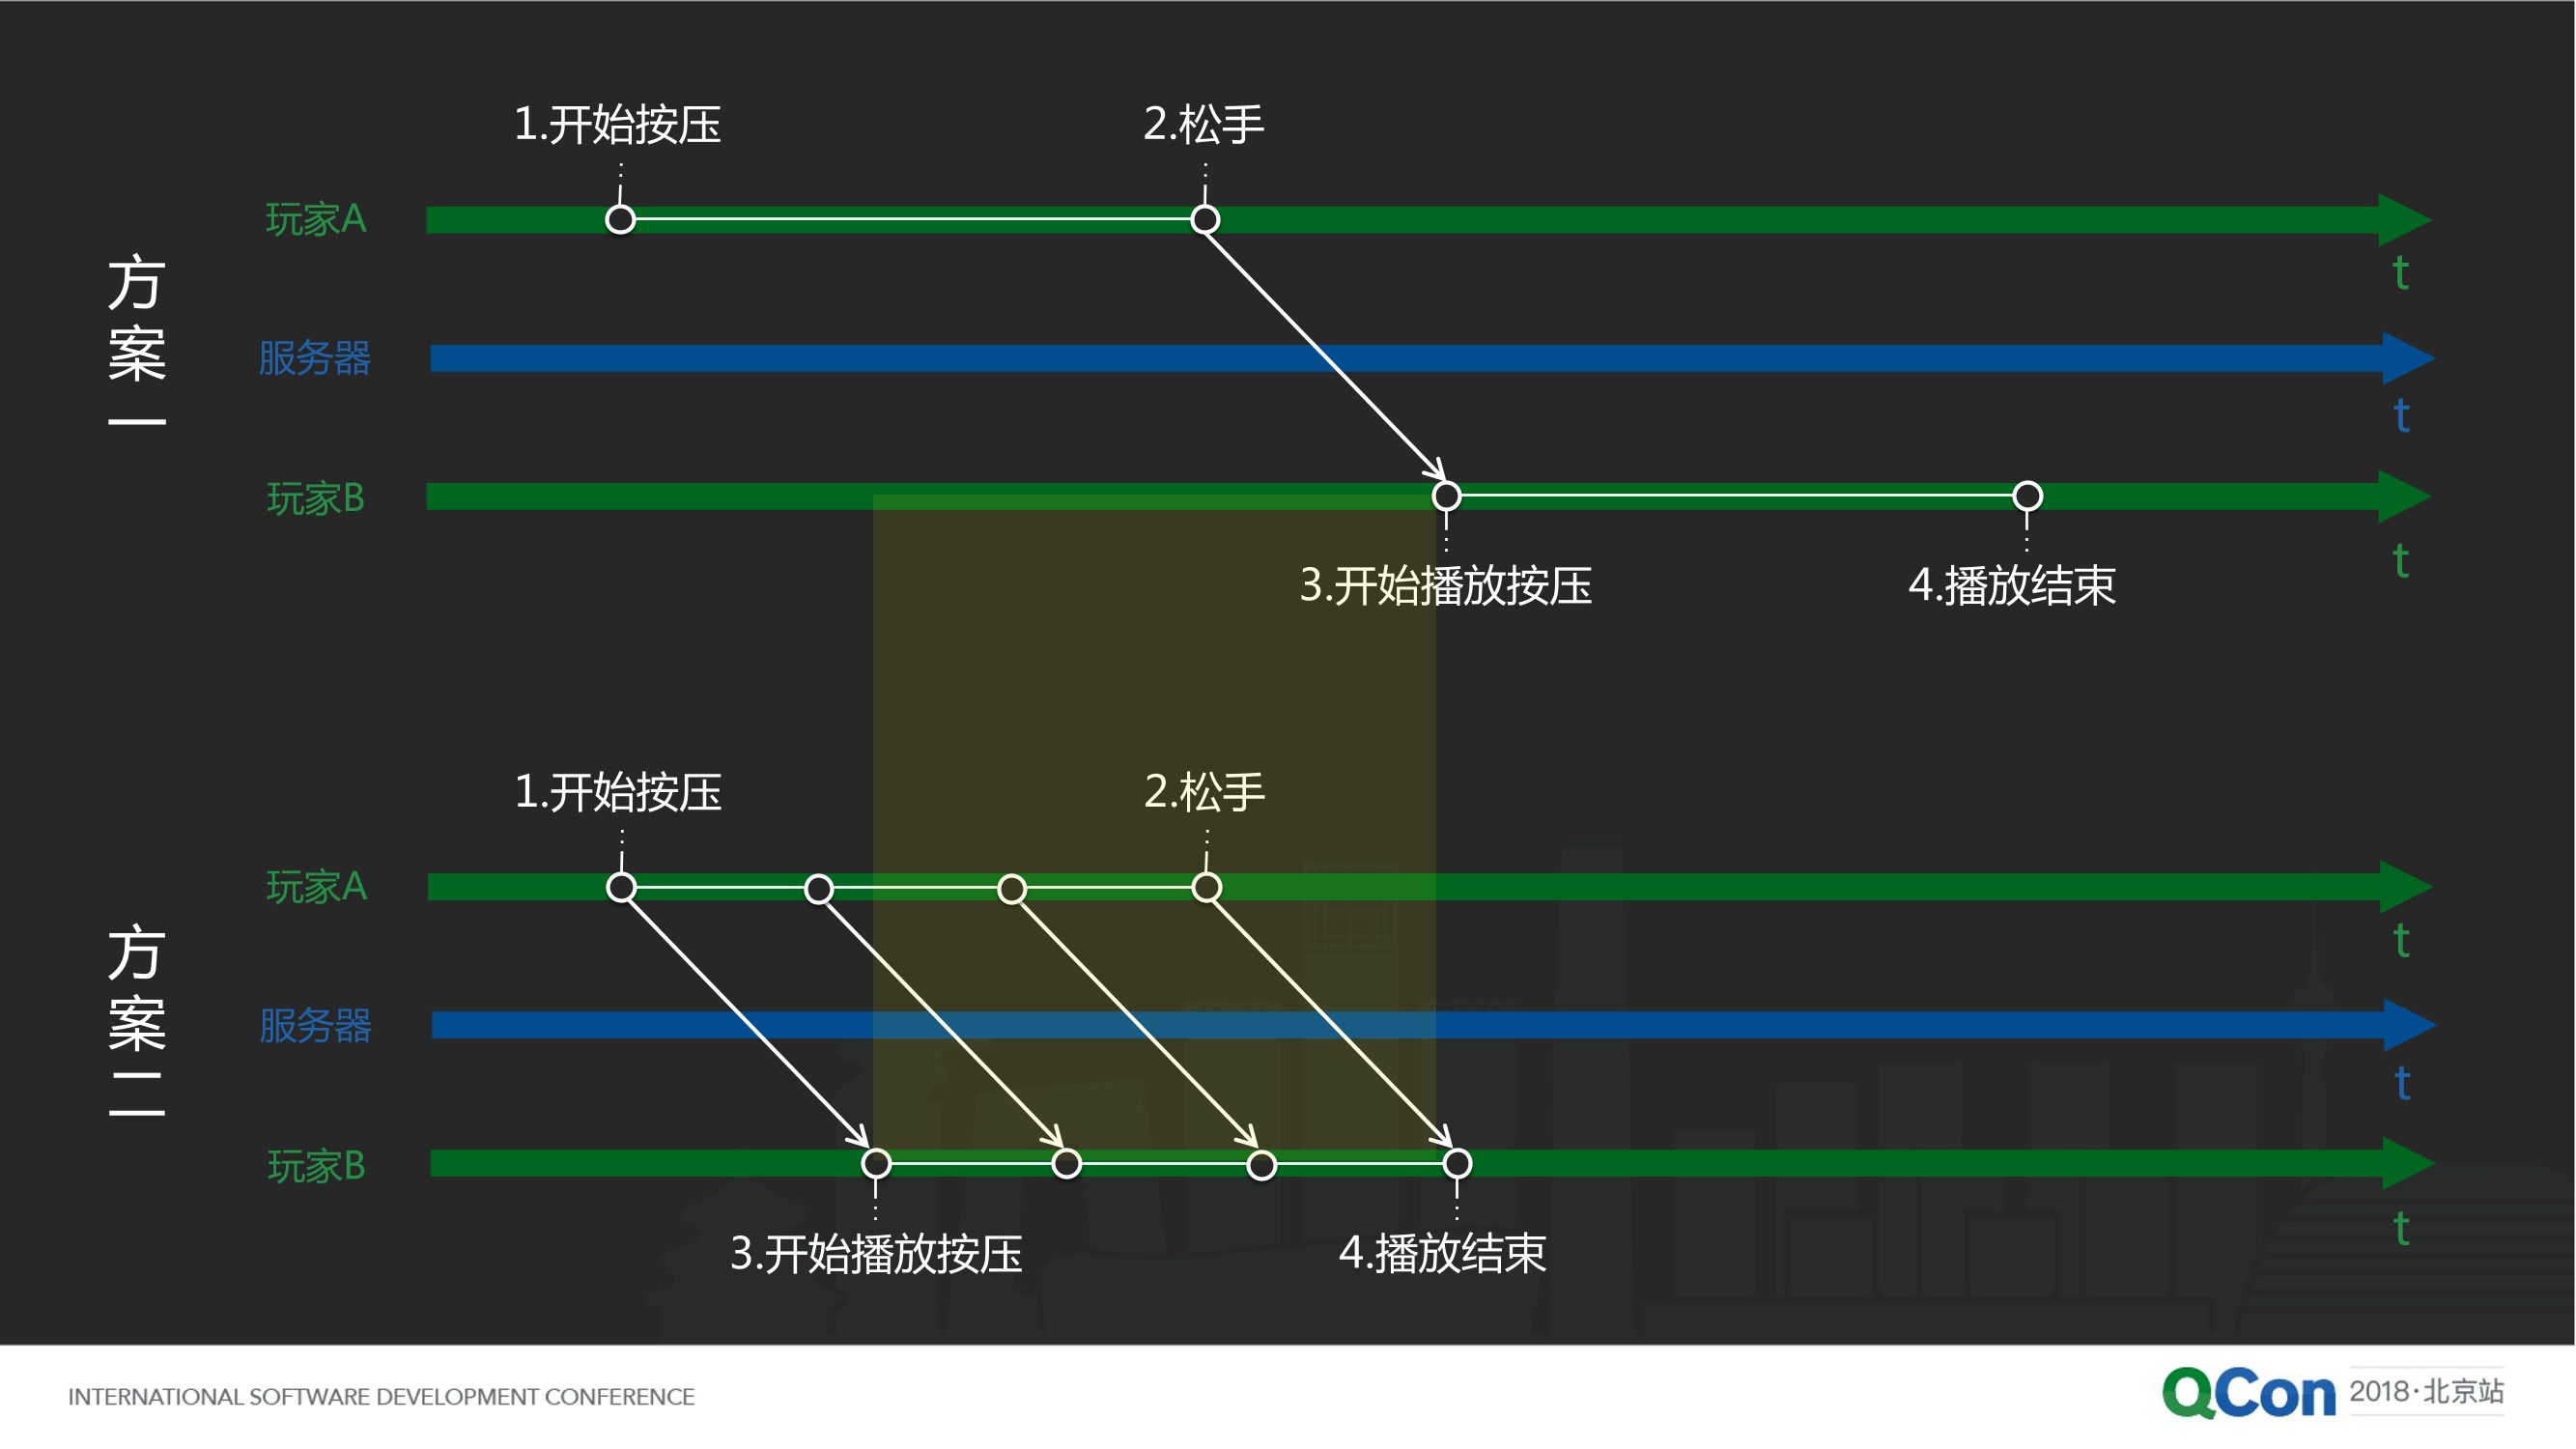 1.开始按压
2.松手
玩家A
t
方案一
服务器
t
玩家B
t
3.开始播放按压
4.播放结束
1.开始按压
2.松手
玩家A
t
方案二
服务器
t
玩家B
t
3.开始播放按压
4.播放结束
INTERNATIONAL SOFTWARE DEVELOPMENT CONFERENCE
QCon 2018·北京站